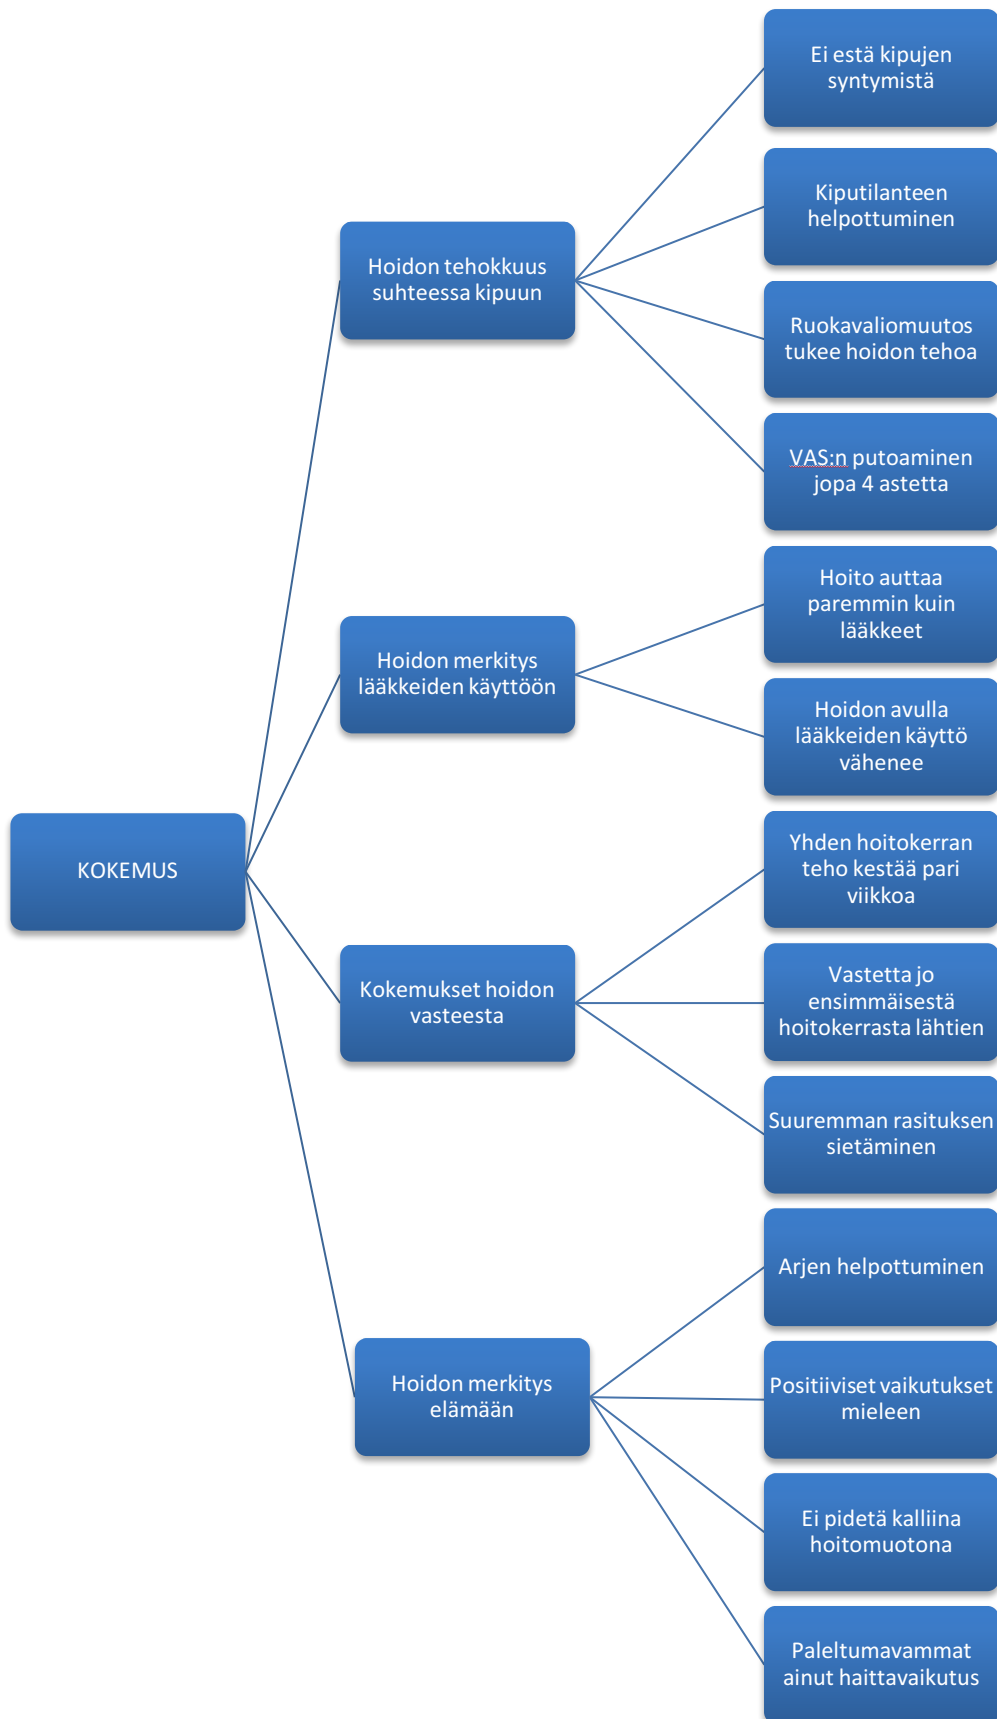 KOKEMUS
Hoidon tehokkuus
suhteessa kipuun
Ei estä kipujen
syntymistä
Kiputilanteen
helpottuminen
Ruokavaliomuutos
tukee hoidon tehoa
VAS:n putoaminen
jopa 4 astetta
Hoidon merkitys
lääkkeiden käyttöön
Hoito auttaa
paremmin kuin
lääkkeet
Hoidon avulla
lääkkeiden käyttö
vähenee
Kokemukset hoidon
vasteesta
Yhden hoitokerran
teho kestää pari
viikkoa
Vastetta jo
ensimmäisestä
hoitokerrasta lähtien
Suuremman rasituksen
sietäminen
Hoidon merkitys
elämään
Arjen helpottuminen
Positiiviset vaikutukset
mieleen
Ei pidetä kalliina
hoitomuotona
Paleltumavammat
ainut haittavaikutus